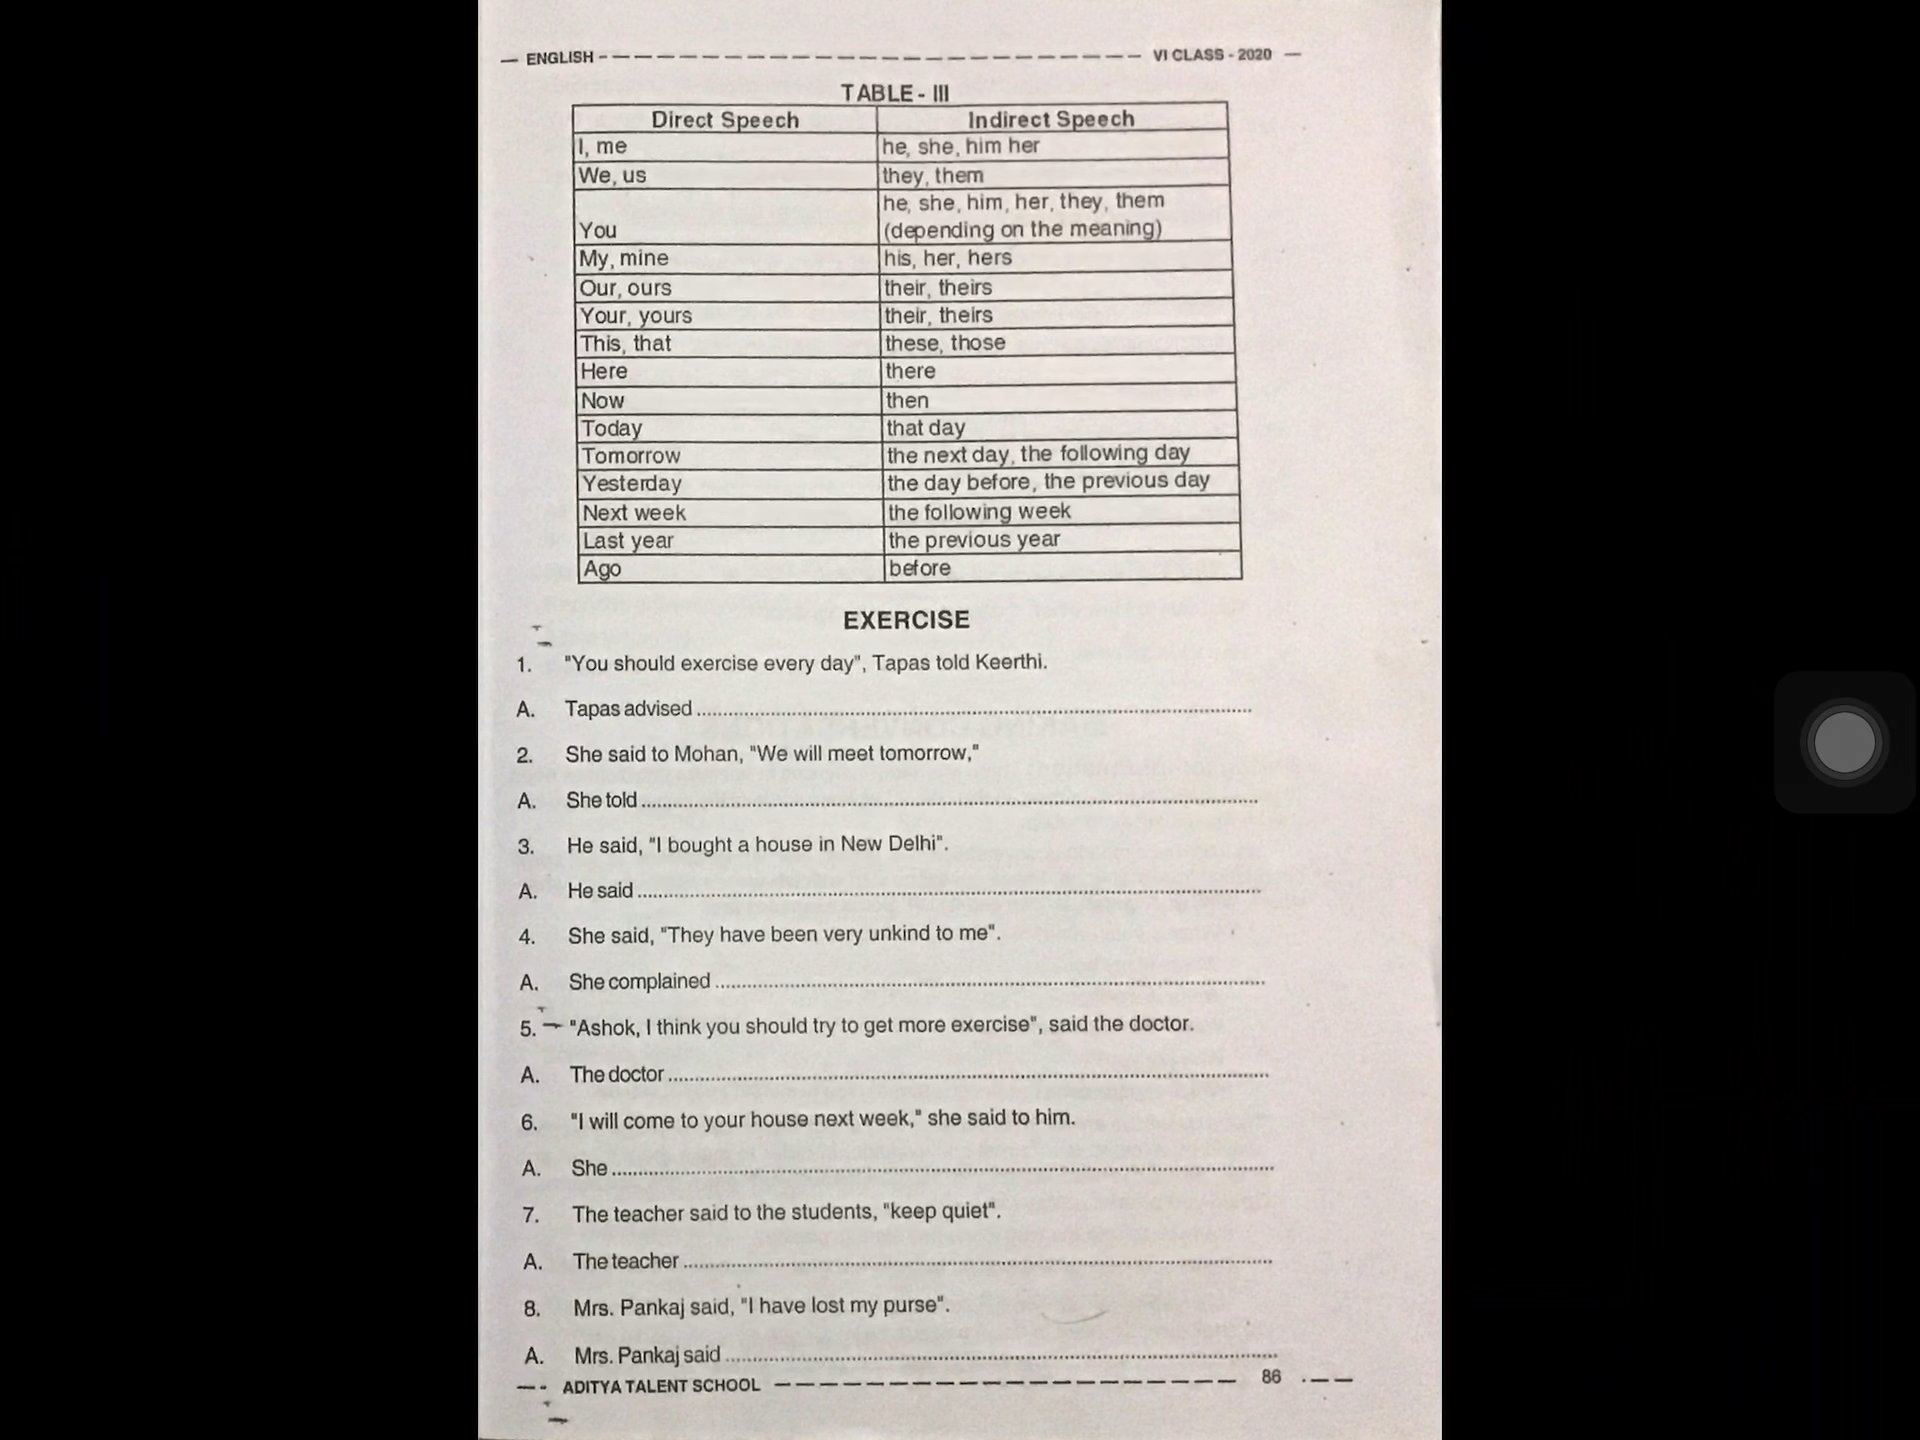 ENGLISH VI CLASS - 2020
TABLE - III
Direct Speech Indirect Speech
I, me he, she, him her
We, us they, them
he, she, him, her, they, them
You (depending on the meaning)
My, mine his, her, hers
Our, ours their, theirs
Your, yours their, theirs
This, that these, those
Here there
Now then
Today that day
Tomorrow the next day, the following day
Yesterday the day before, the previous day
Next week the following week
Last year the previous year
Ago before
EXERCISE
1. "You should exercise every day", Tapas told Keerthi.
A. Tapas advised ..........
2. She said to Mohan, "We will meet tomorrow,"
A. She told ..........
3. He said, "I bought a house in New Delhi".
A. He said ..........
4. She said, "They have been very unkind to me".
A. She complained ..........
5. "Ashok, I think you should try to get more exercise", said the doctor.
A. The doctor ..........
6. "I will come to your house next week," she said to him.
A. She ..........
7. The teacher said to the students, "keep quiet".
A. The teacher ..........
8. Mrs. Pankaj said, "I have lost my purse".
A. Mrs. Pankaj said ..........
ADITYA TALENT SCHOOL 86